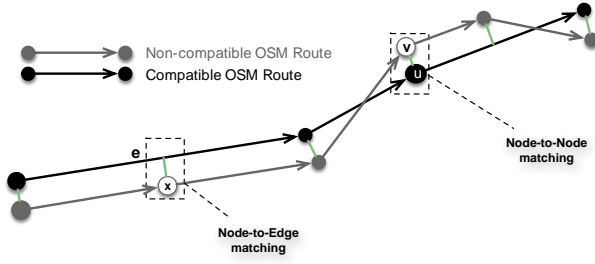 Non-compatible OSM Route
Compatible OSM Route
v
u
Node-to-Node
matching
e
x
Node-to-Edge
matching